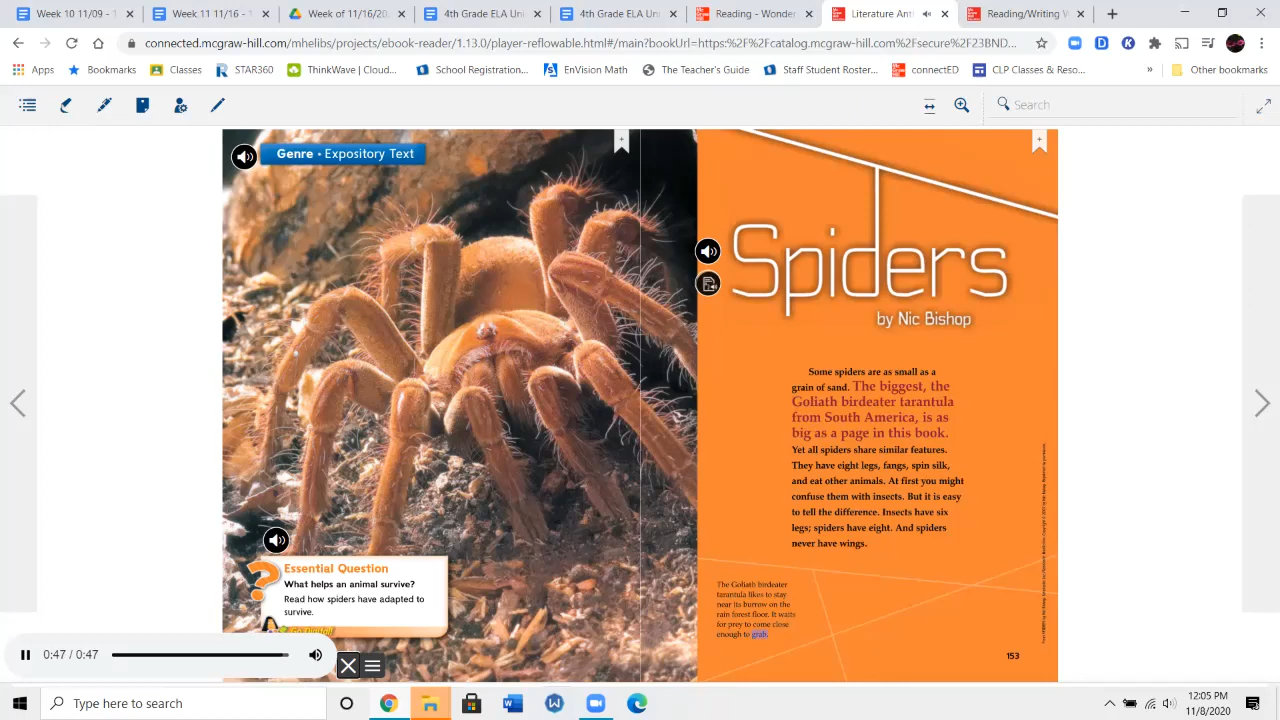 Week 10 of 11/
Week of 11/16-
2020-2021 - G
4th Grade ELA Uni
4th Grade ELA Uni
Reading - Wonder
Literat
Reading/Writing W
connected.mcgraw-hill.com/mhelibrary/ebook-reader/1.13.0/player-reflowable.html#/main?bookUrl=https:%2F%2Fcatalog.mcgraw-hill.com%2Fsecure%2F23BND...
Apps
Bookmarks
Classes
STAR360
ThinkWave | Cloud...
School Registration...
EnVision Math
The Teacher's Guide
Staff Student Roster...
connectED
CLP Classes & Reso...
»
Other bookmarks
Search
Genre • Expository Text
Spiders
by Nic Bishop
Some spiders are as small as a
grain of sand. The biggest, the
Goliath birdeater tarantula
from South America, is as
big as a page in this book.
Yet all spiders share similar features.
They have eight legs, fangs, spin silk,
and eat other animals. At first you might
confuse them with insects. But it is easy
to tell the difference. Insects have six
legs; spiders have eight. And spiders
never have wings.
Essential Question
What helps an animal survive?
Read how spiders have adapted to
survive.
Go Digital!
The Goliath birdeater
tarantula likes to stay
near its burrow on the
rain forest floor. It waits
for prey to come close
enough to grab.
153
0:47 / 0:47
Type here to search
12:05 PM
11/8/2020